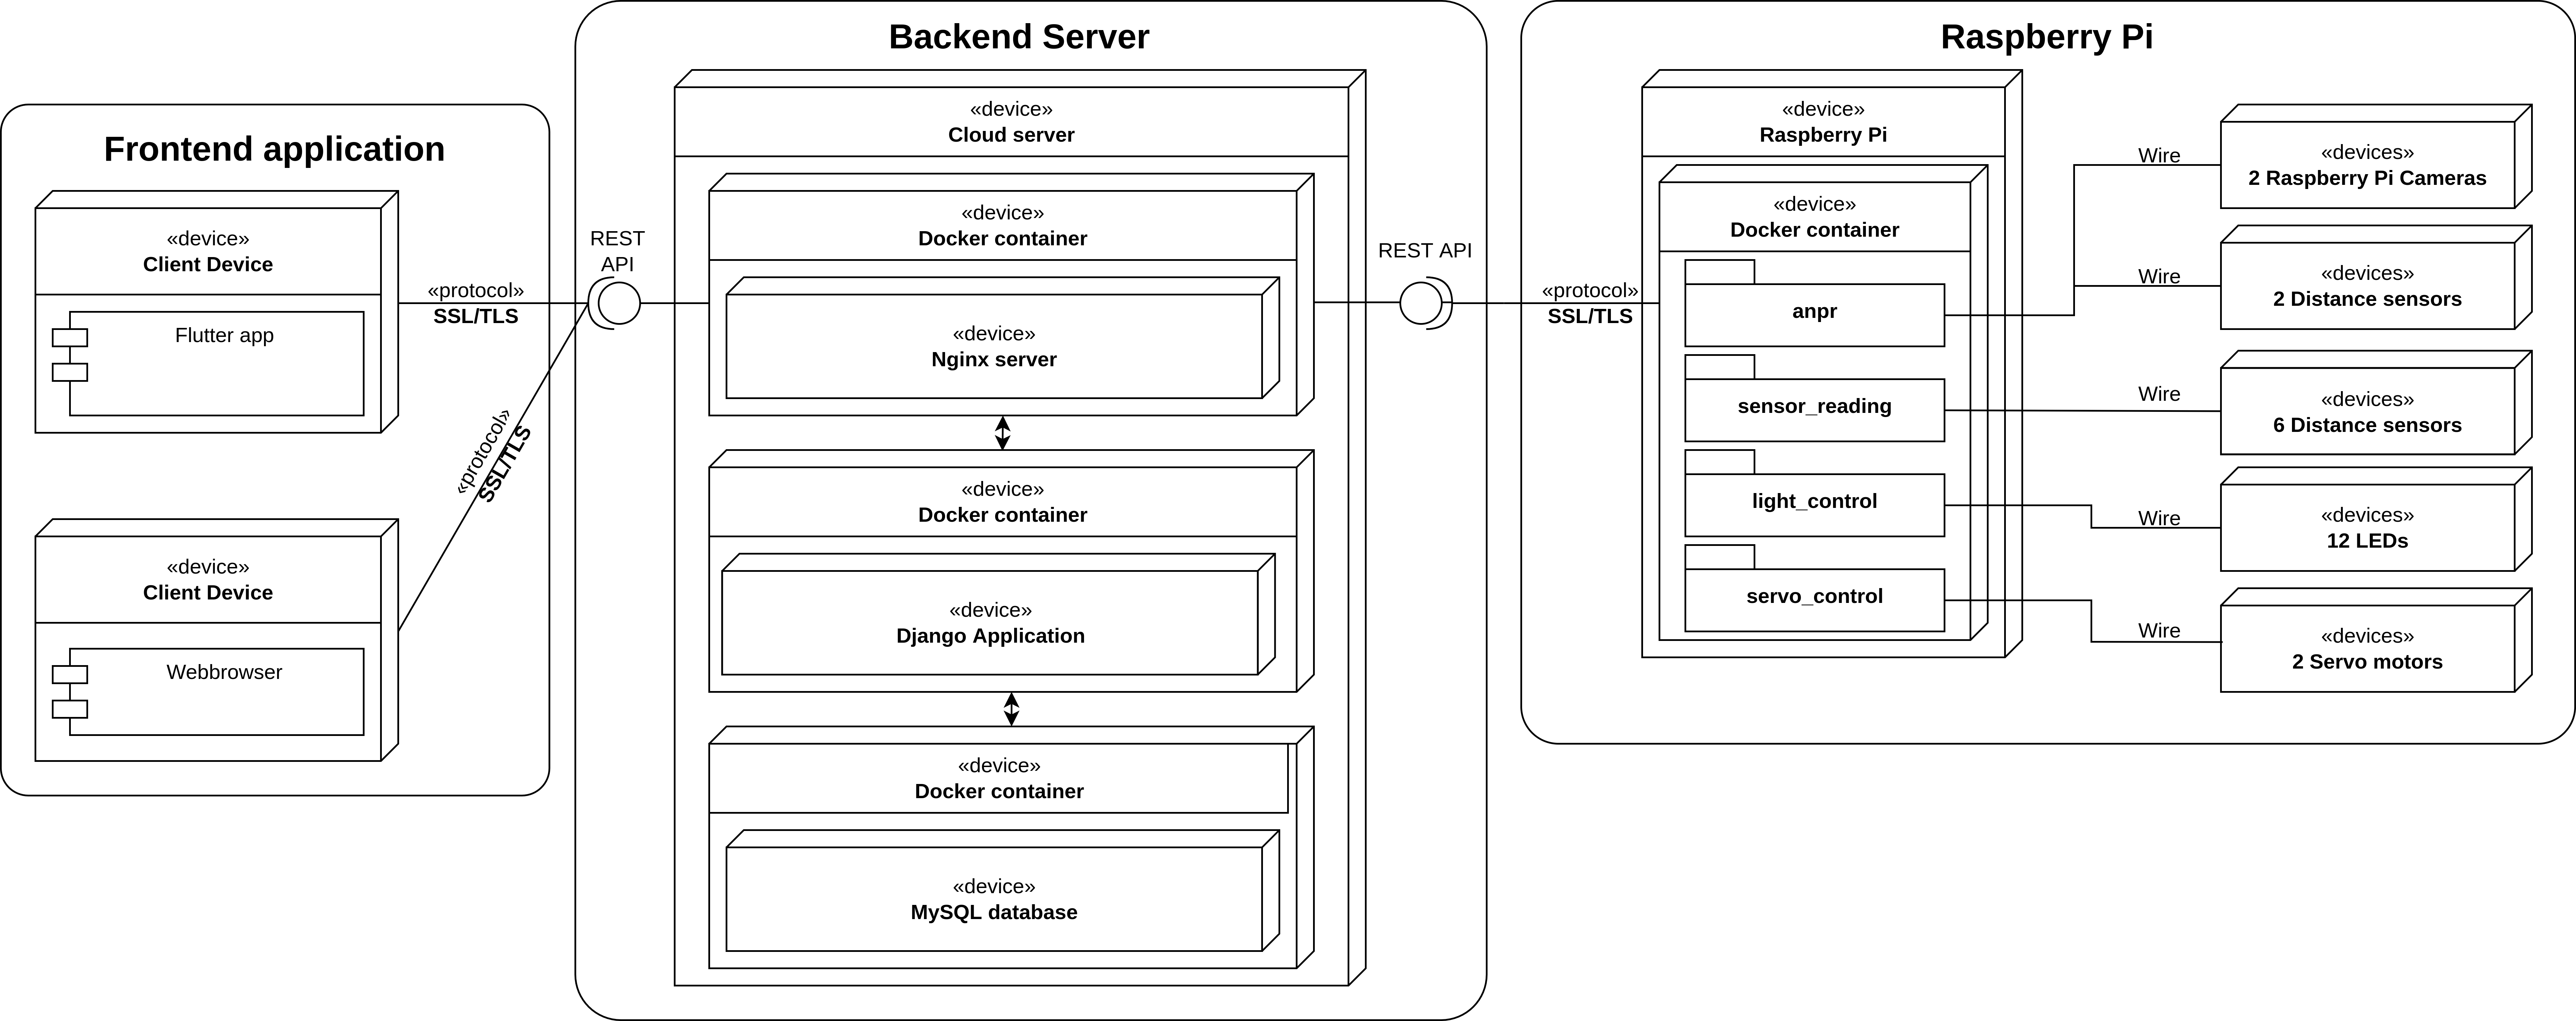 Frontend application
«device»
Client Device
Flutter app
«protocol»
SSL/TLS
«device»
Client Device
Webbrowser
«protocol»
SSL/TLS
Backend Server
REST
API
«device»
Cloud server
«device»
Docker container
«device»
Nginx server
«device»
Docker container
«device»
Django Application
«device»
Docker container
«device»
MySQL database
REST API
Raspberry Pi
«protocol»
SSL/TLS
«device»
Raspberry Pi
«device»
Docker container
anpr
sensor_reading
light_control
servo_control
Wire
«devices»
2 Raspberry Pi Cameras
Wire
«devices»
2 Distance sensors
Wire
«devices»
6 Distance sensors
Wire
«devices»
12 LEDs
Wire
«devices»
2 Servo motors